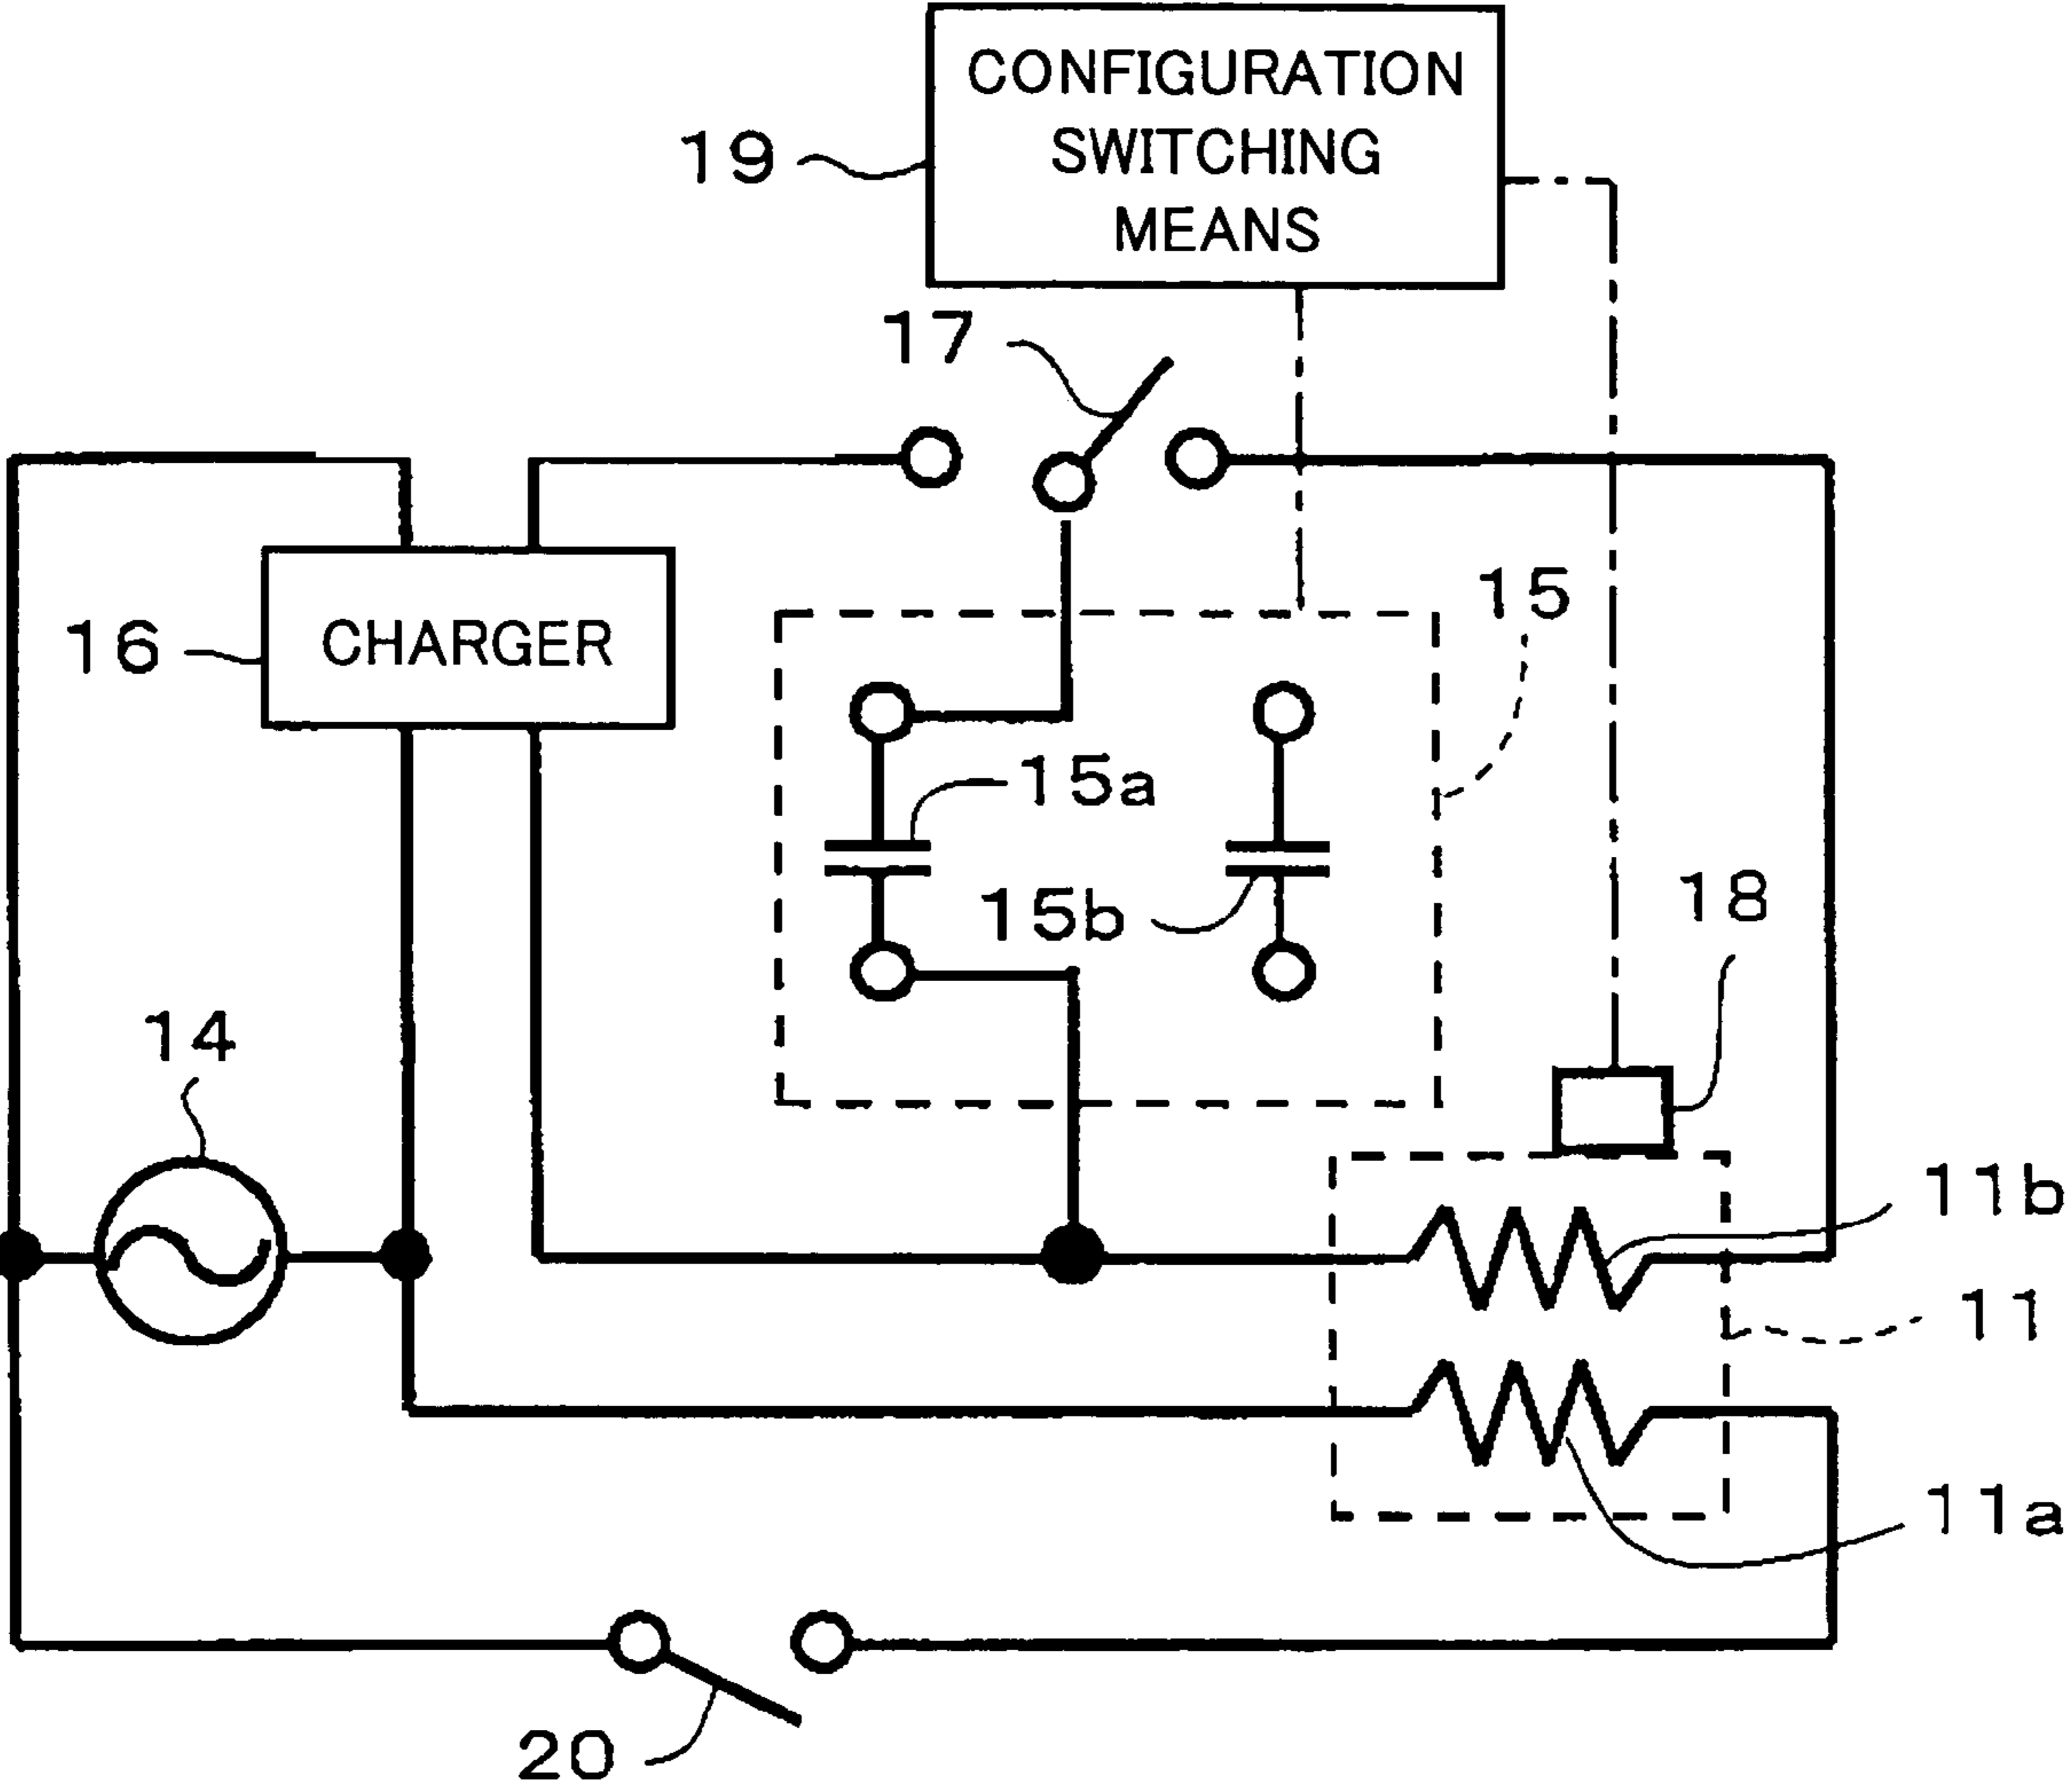 CONFIGURATION
SWITCHING
MEANS
19
17
15
16
CHARGER
15a
15b
18
14
11b
11
11a
20